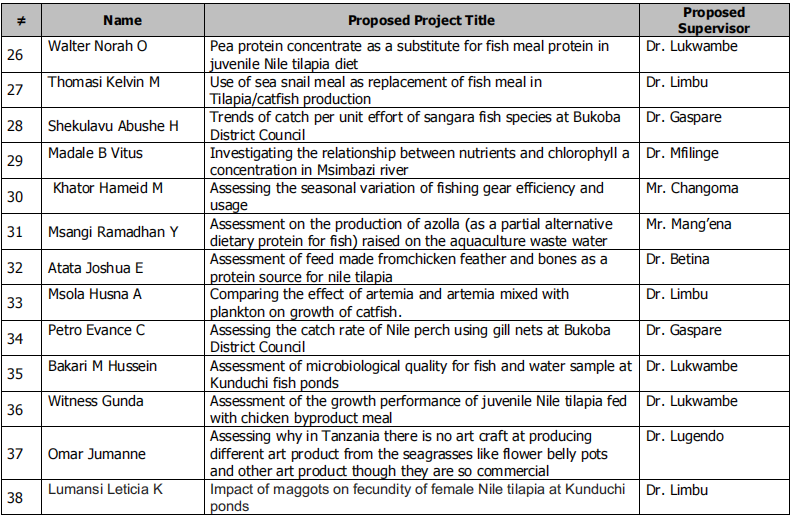 ≠ Name Proposed Project Title Proposed
Supervisor
26 Walter Norah O Pea protein concentrate as a substitute for fish meal protein in Dr. Lukwambe
juvenile Nile tilapia diet
27 Thomasi Kelvin M Use of sea snail meal as replacement of fish meal in Dr. Limbu
Tilapia/catfish production
28 Shekulavu Abushe H Trends of catch per unit effort of sangara fish species at Bukoba Dr. Gaspare
District Council
29 Madale B Vitus Investigating the relationship between nutrients and chlorophyll a Dr. Mfilinge
concentration in Msimbazi river
30 Khator Hameid M Assessing the seasonal variation of fishing gear efficiency and Mr. Changoma
usage
31 Msangi Ramadhan Y Assessment on the production of azolla (as a partial alternative Mr. Mang’ena
dietary protein for fish) raised on the aquaculture waste water
32 Atata Joshua E Assessment of feed made fromchicken feather and bones as a Dr. Betina
protein source for nile tilapia
33 Msola Husna A Comparing the effect of artemia and artemia mixed with Dr. Limbu
plankton on growth of catfish.
34 Petro Evance C Assessing the catch rate of Nile perch using gill nets at Bukoba Dr. Gaspare
District Council
35 Bakari M Hussein Assessment of microbiological quality for fish and water sample at Dr. Lukwambe
Kunduchi fish ponds
36 Witness Gunda Assessment of the growth performance of juvenile Nile tilapia fed Dr. Lukwambe
with chicken byproduct meal
37 Omar Jumanne Assessing why in Tanzania there is no art craft at producing Dr. Lugendo
different art product from the seagrasses like flower belly pots
and other art product though they are so commercial
38 Lumansi Leticia K Impact of maggots on fecundity of female Nile tilapia at Kunduchi Dr. Limbu
ponds